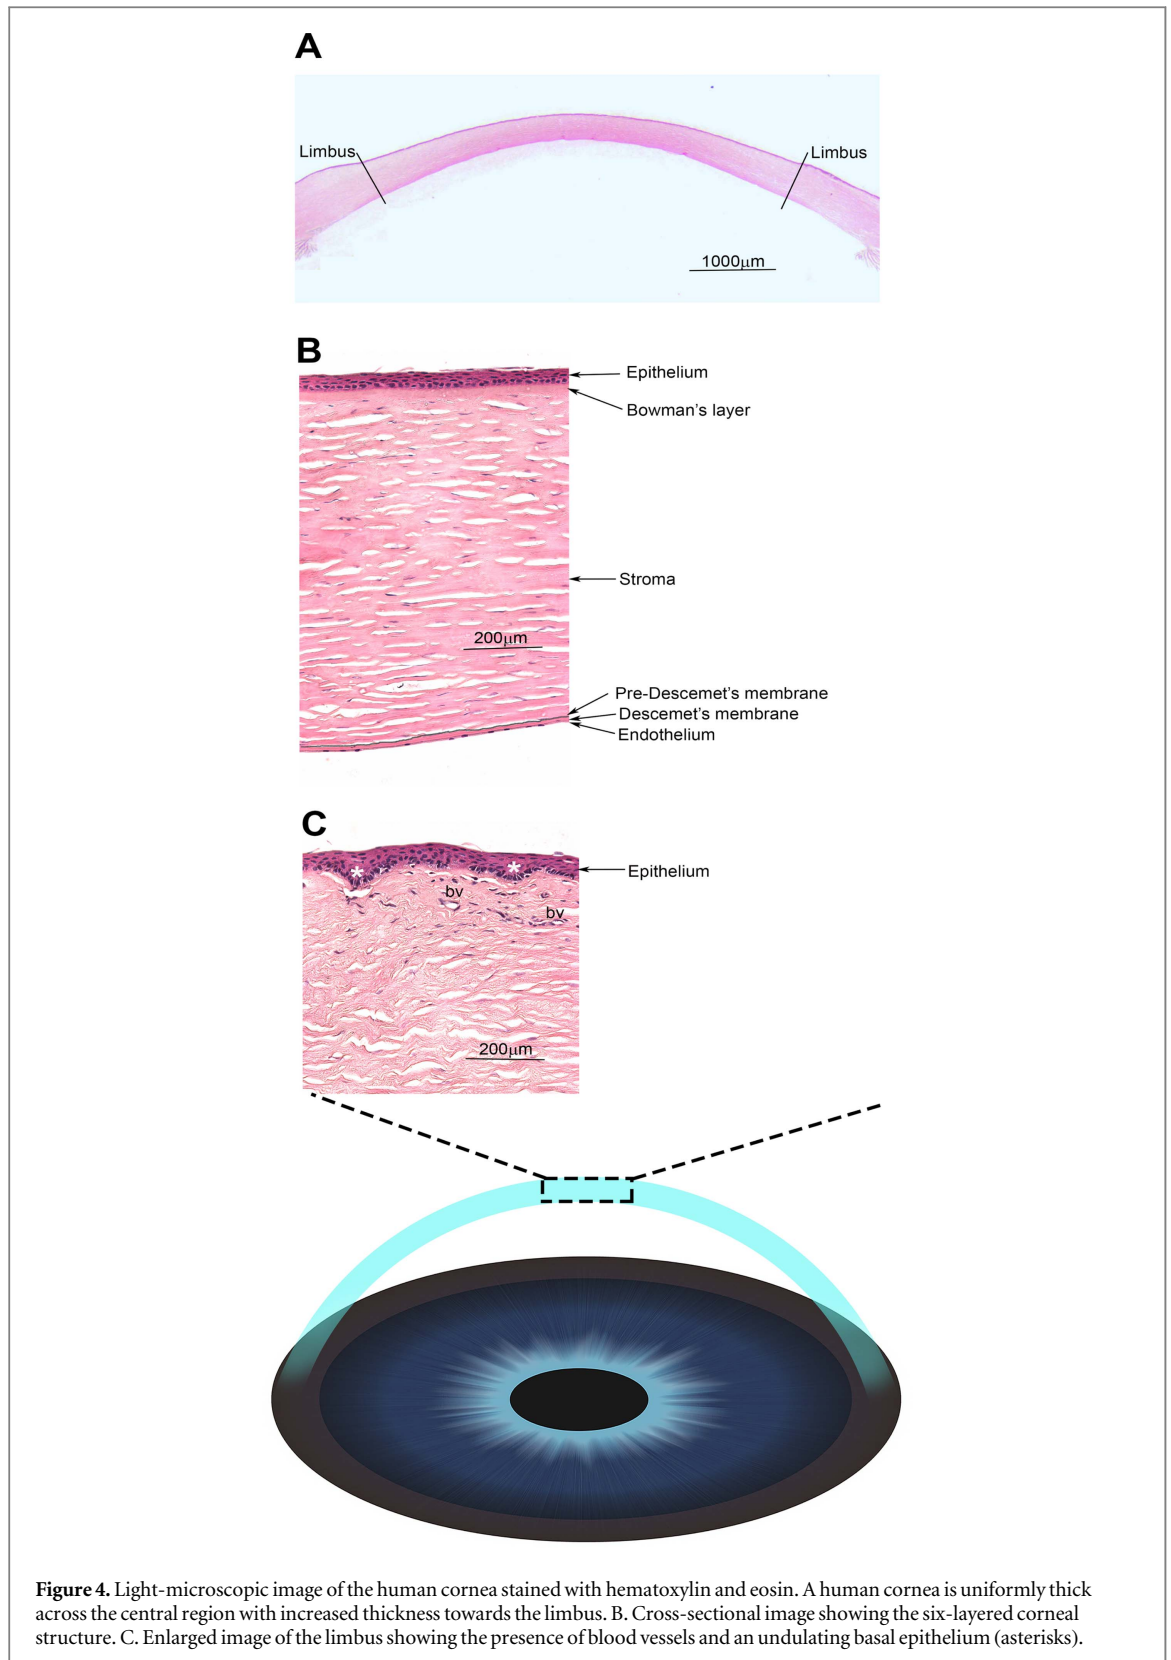 A
Limbus
Limbus
1000μm
B
Epithelium
Bowman's layer
Stroma
200μm
Pre-Descemet's membrane
Descemet's membrane
Endothelium
C
Epithelium
bv
bv
200μm
Figure 4. Light-microscopic image of the human cornea stained with hematoxylin and eosin. A human cornea is uniformly thick
across the central region with increased thickness towards the limbus. B. Cross-sectional image showing the six-layered corneal
structure. C. Enlarged image of the limbus showing the presence of blood vessels and an undulating basal epithelium (asterisks).